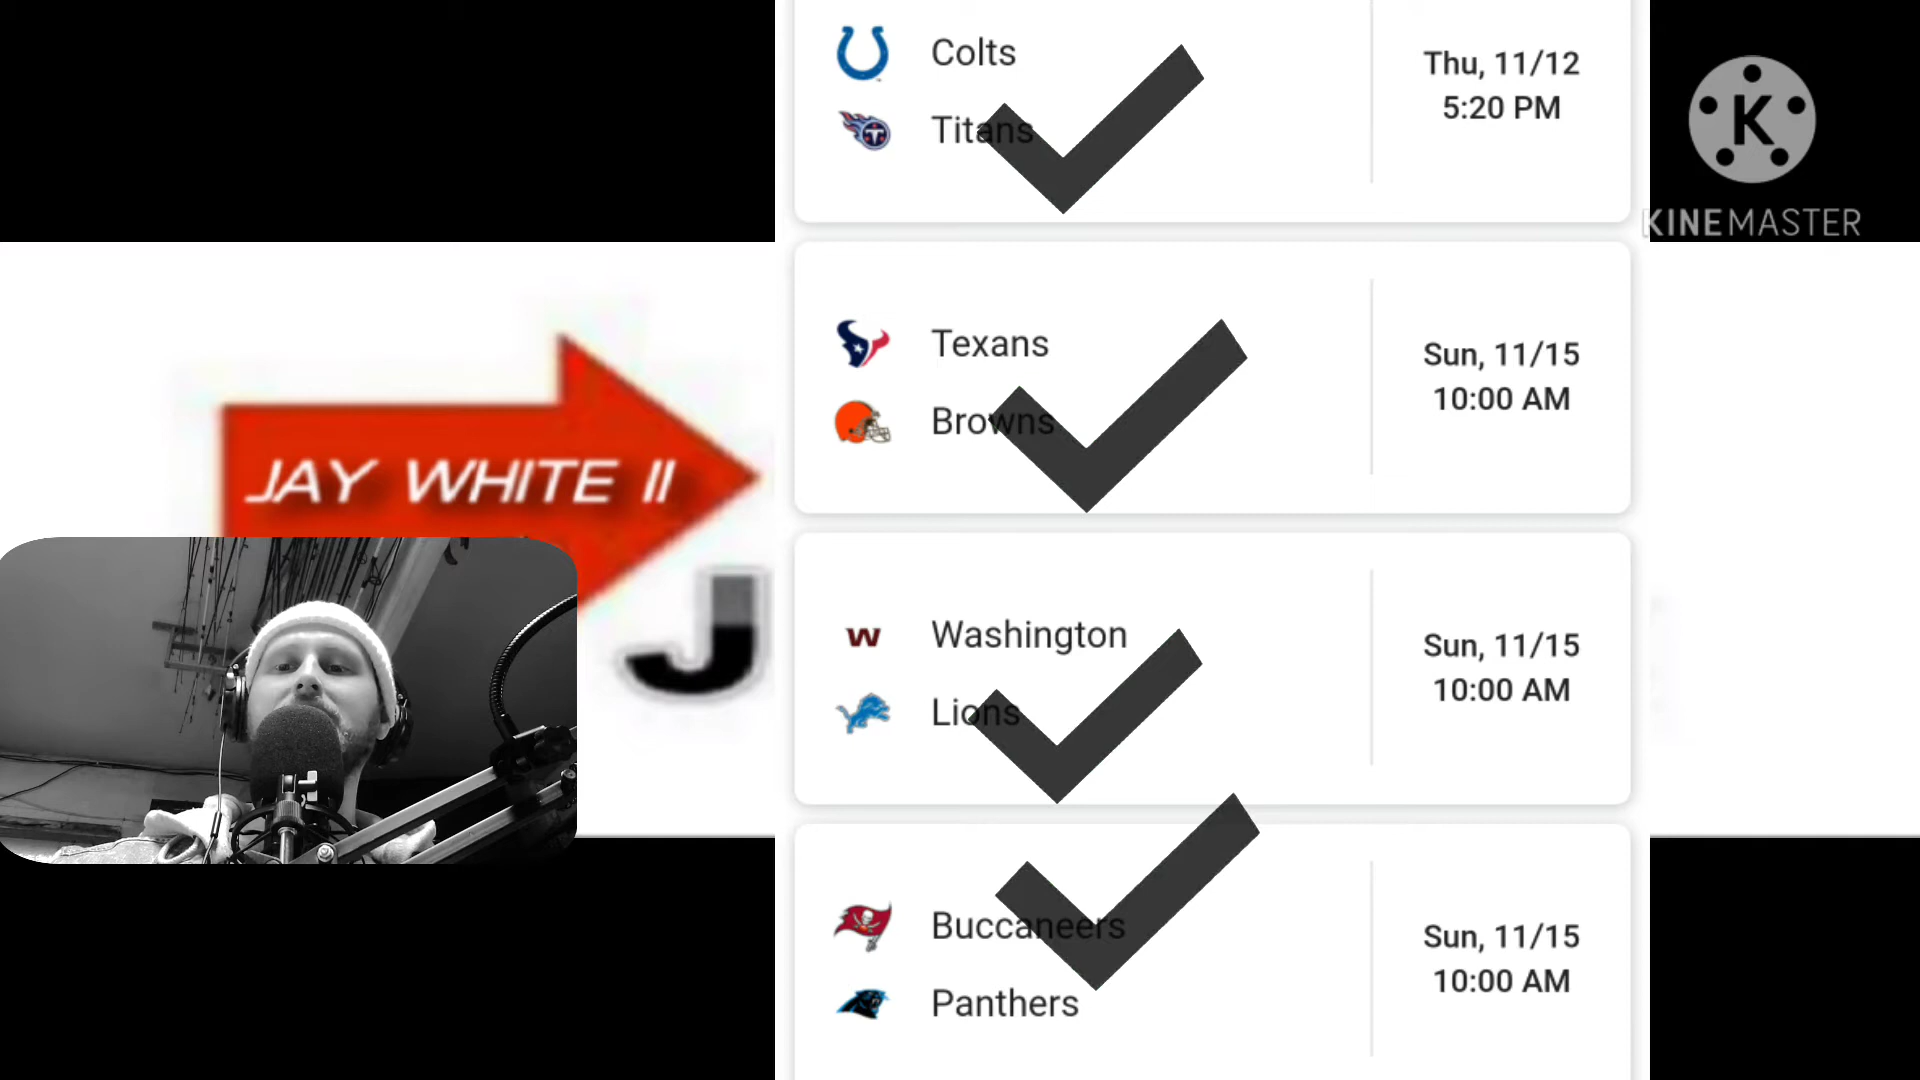 Colts
Titans
Thu, 11/12
5:20 PM
K
KINEMASTER
Texans
Browns
Sun, 11/15
10:00 AM
JAY WHITE II
J
W
Washington
Lions
Sun, 11/15
10:00 AM
Buccaneers
Panthers
Sun, 11/15
10:00 AM